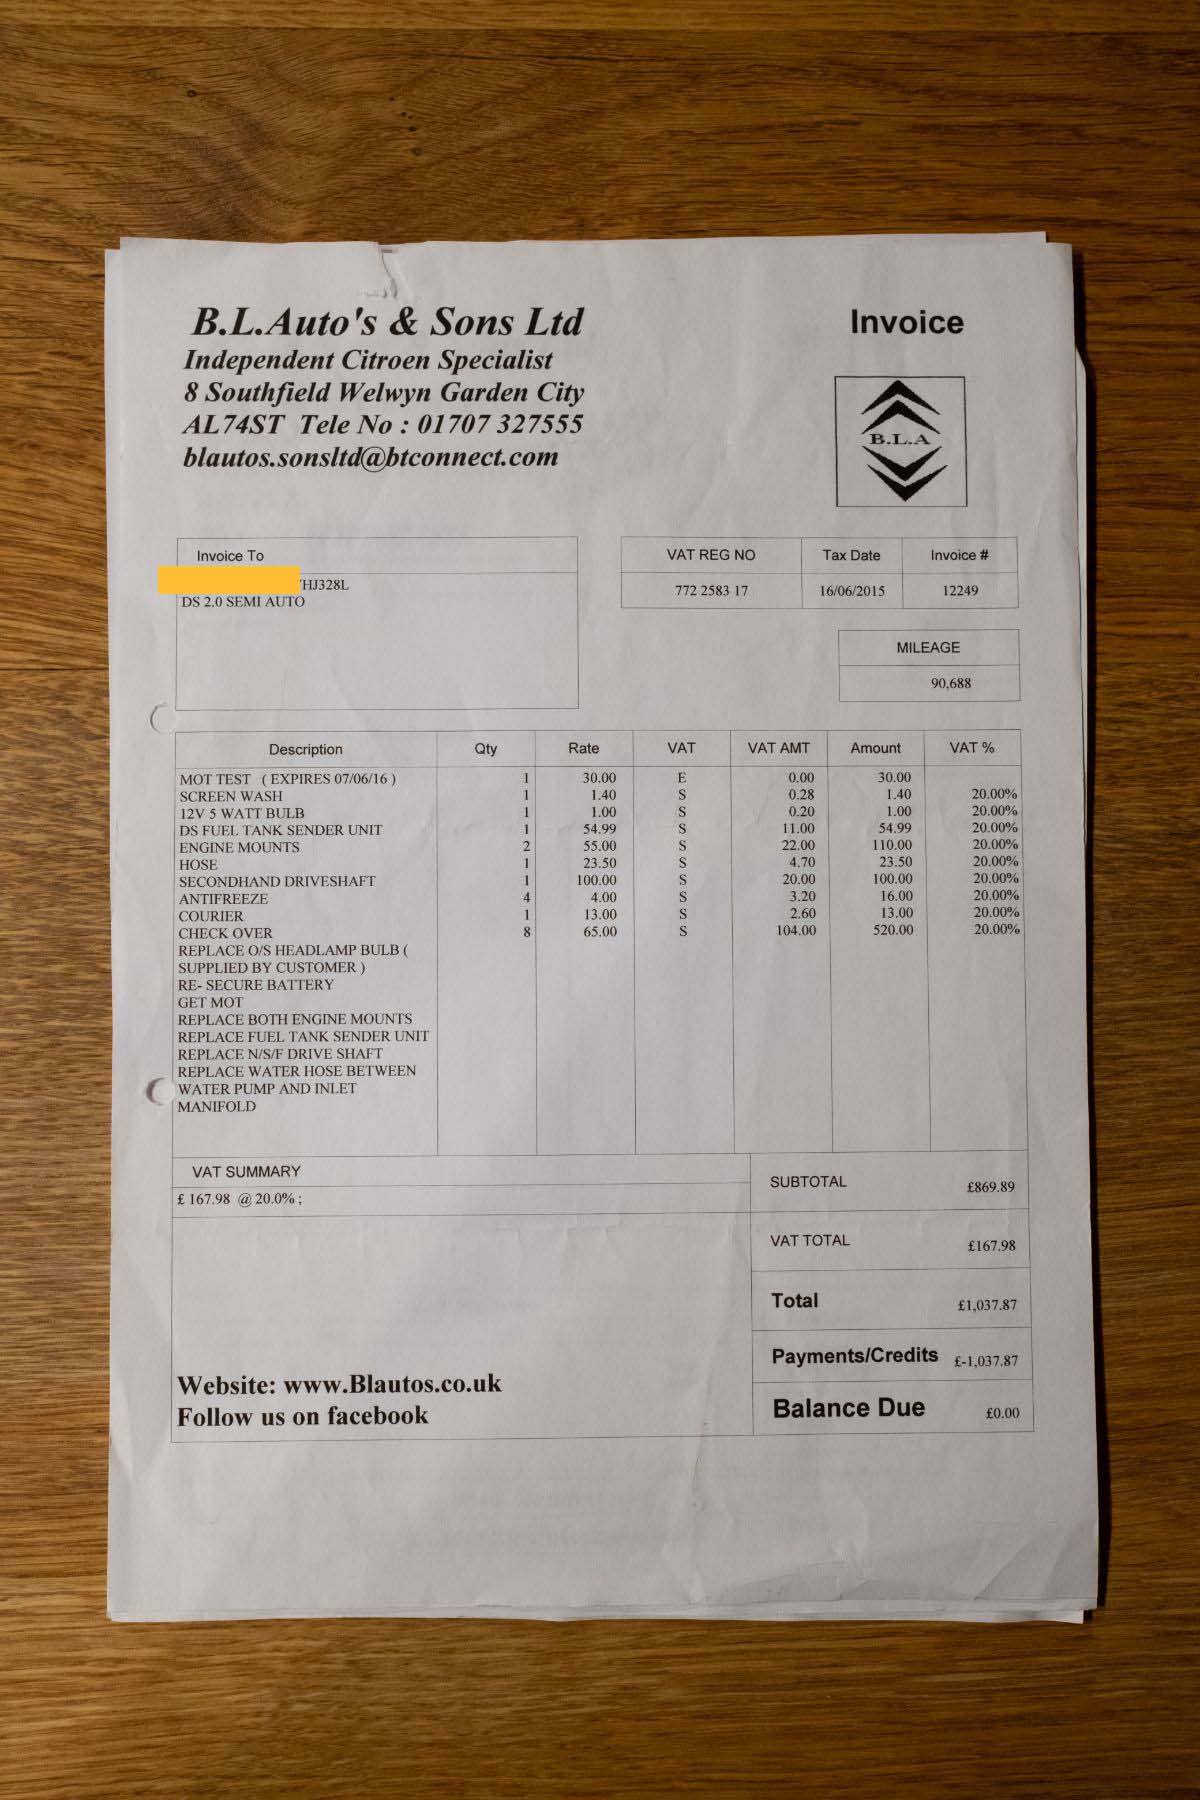 B.L.Auto's & Sons Ltd
Independent Citroen Specialist
8 Southfield Welwyn Garden City
AL74ST Tele No : 01707 327555
blautos.sonsltd@btconnect.com
Invoice
B.L.A
Invoice To
HJ328L
DS 2.0 SEMI AUTO
VAT REG NO Tax Date Invoice #
772 2583 17 16/06/2015 12249
MILEAGE
90,688
Description Qty Rate VAT VAT AMT Amount VAT %
MOT TEST ( EXPIRES 07/06/16 ) 1 30.00 E 0.00 30.00
SCREEN WASH 1 1.40 S 0.28 1.40 20.00%
12V 5 WATT BULB 1 1.00 S 0.20 1.00 20.00%
DS FUEL TANK SENDER UNIT 1 54.99 S 11.00 54.99 20.00%
ENGINE MOUNTS 2 55.00 S 22.00 110.00 20.00%
HOSE 1 23.50 S 4.70 23.50 20.00%
SECONDHAND DRIVESHAFT 1 100.00 S 20.00 100.00 20.00%
ANTIFREEZE 4 4.00 S 3.20 16.00 20.00%
COURIER 1 13.00 S 2.60 13.00 20.00%
CHECK OVER 8 65.00 S 104.00 520.00 20.00%
REPLACE O/S HEADLAMP BULB (
SUPPLIED BY CUSTOMER )
RE- SECURE BATTERY
GET MOT
REPLACE BOTH ENGINE MOUNTS
REPLACE FUEL TANK SENDER UNIT
REPLACE N/S/F DRIVE SHAFT
REPLACE WATER HOSE BETWEEN
WATER PUMP AND INLET
MANIFOLD
VAT SUMMARY
£ 167.98 @ 20.0% ;
SUBTOTAL £869.89
VAT TOTAL £167.98
Total £1,037.87
Payments/Credits £-1,037.87
Balance Due £0.00
Website: www.Blautos.co.uk
Follow us on facebook